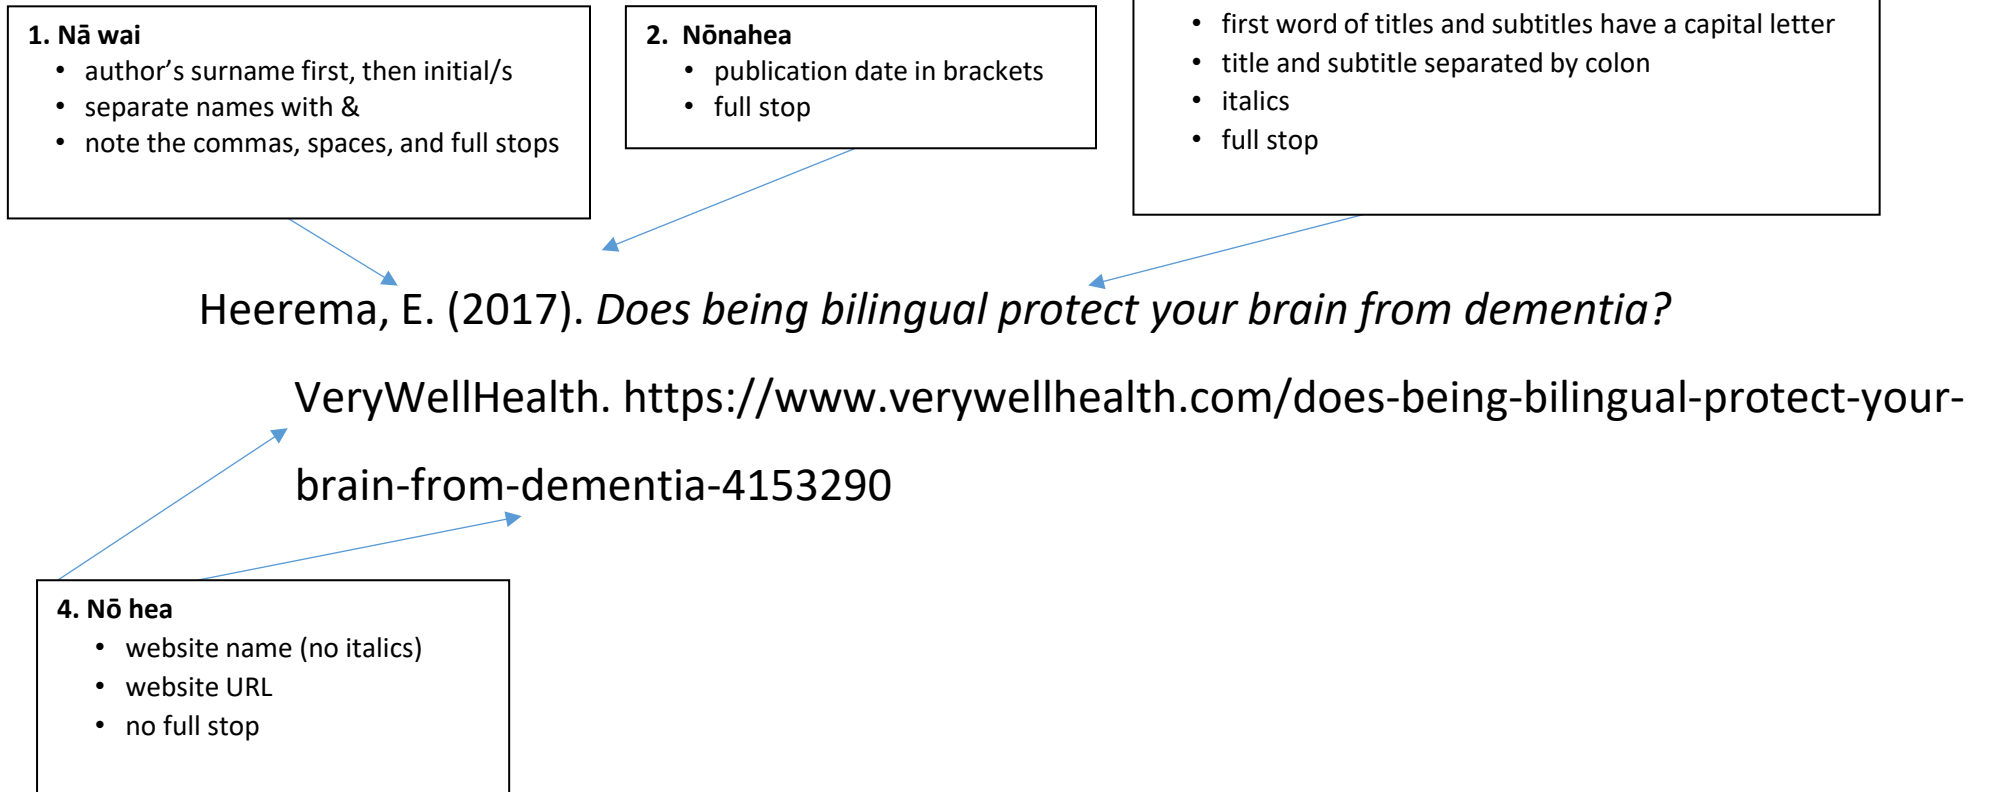 1. Nā wai
• author's surname first, then initial/s
• separate names with &
• note the commas, spaces, and full stops
2. Nōnahea
• publication date in brackets
• full stop
• first word of titles and subtitles have a capital letter
• title and subtitle separated by colon
• italics
• full stop
Heerema, E. (2017). Does being bilingual protect your brain from dementia?
VeryWellHealth. https://www.verywellhealth.com/does-being-bilingual-protect-your-
brain-from-dementia-4153290
4. Nō hea
• website name (no italics)
• website URL
• no full stop